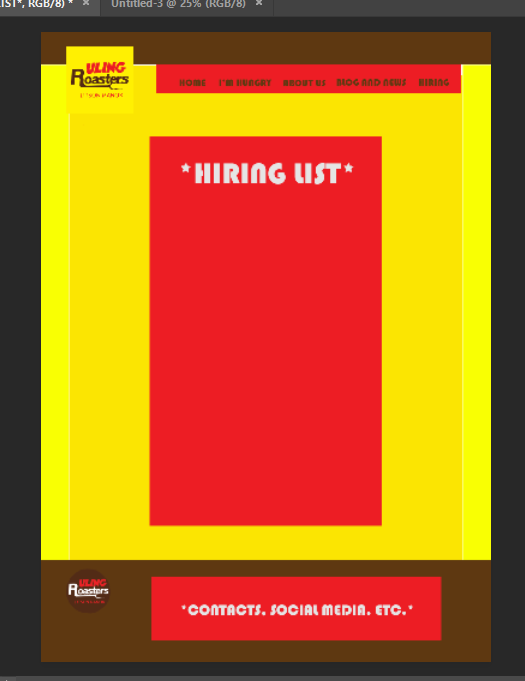 IST*, RGB/8) *
Untitled-3 @ 25% (RGB/8)
ULING
Roasters
HOME I'M HUNGRY ABOUT US BLOG AND NEWS HIRING
*HIRING LIST*
ULING
Roasters
*CONTACTS, SOCIAL MEDIA, ETC.*